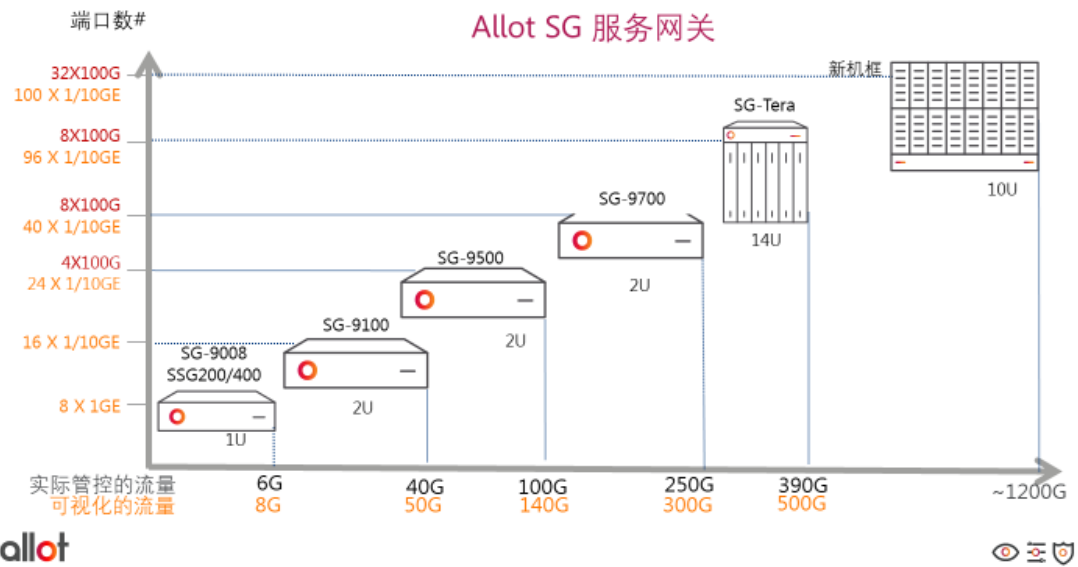 端口数#
Allot SG 服务网关
32X100G
100 X 1/10GE
新机框
SG-Tera
8X100G
96 X 1/10GE
10U
8X100G
40 X 1/10GE
SG-9700
14U
4X100G
24 X 1/10GE
SG-9500
2U
16 X 1/10GE
SG-9100
2U
SG-9008
SSG200/400
8 X 1GE
2U
1U
实际管控的流量
6G
40G
100G
250G
390G
~1200G
可视化的流量
8G
50G
140G
300G
500G
allot